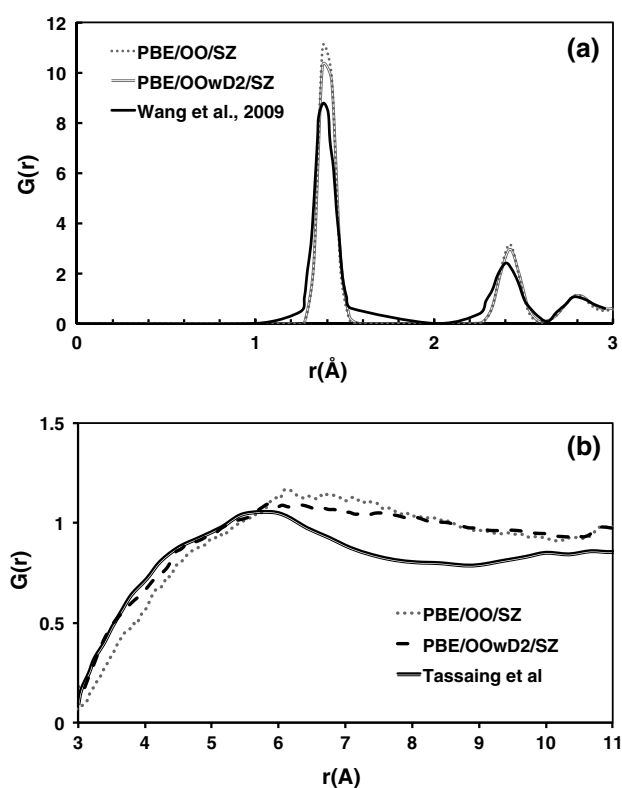 12
10
8
6
4
2
0
G(r)
PBE/OO/SZ
PBE/OOwD2/SZ
Wang et al., 2009
(a)
0 1 2 3
r(Å)
1.5
1
0.5
0
G(r)
(b)
PBE/OO/SZ
PBE/OOwD2/SZ
Tassaing et al
3 4 5 6 7 8 9 10 11
r(A)